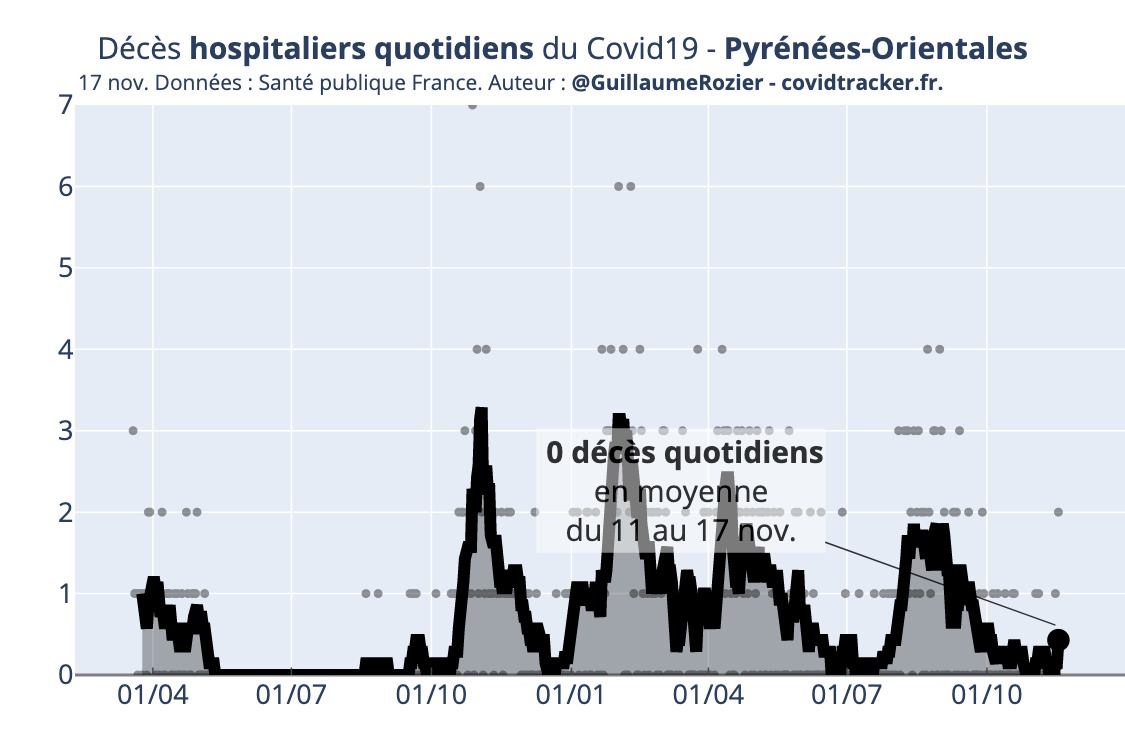 Décès hospitaliers quotidiens du Covid19 - Pyrénées-Orientales
17 nov. Données : Santé publique France. Auteur : @GuillaumeRozier - covidtracker.fr.
7
6
5
4
3
2
1
0
0 décès quotidiens
en moyenne
du 11 au 17 nov.
01/04 01/07 01/10 01/01 01/04 01/07 01/10